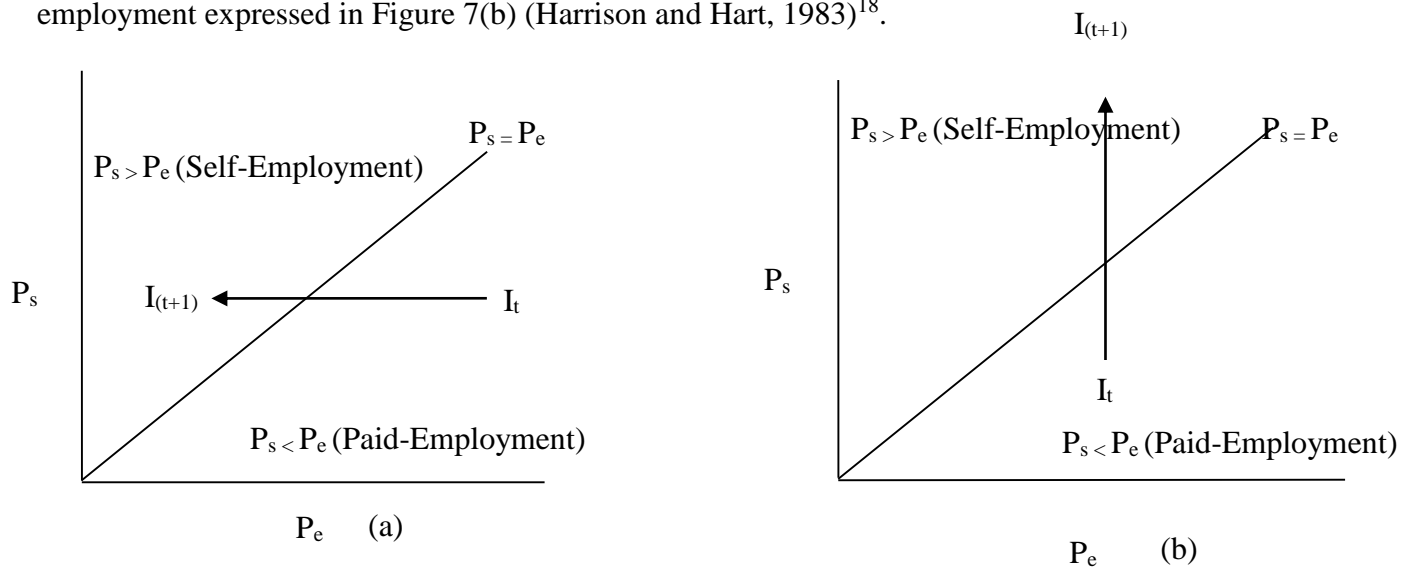 employment expressed in Figure 7(b) (Harrison and Hart, 1983)18.
Ps = Pe
Ps > Pe (Self-Employment)
Ps
I(t+1)
It
Ps < Pe (Paid-Employment)
Pe (a)
I(t+1)
Ps > Pe (Self-Employment)
Ps = Pe
Ps
It
Ps < Pe (Paid-Employment)
Pe (b)